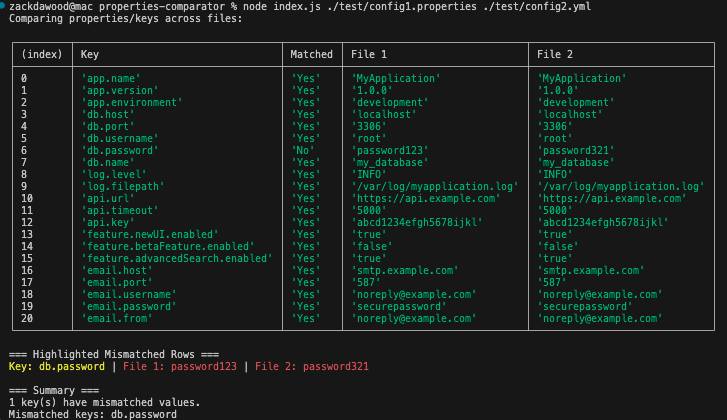 zackdawood@mac properties-comparator % node index.js ./test/config1.properties ./test/config2.yml
Comparing properties/keys across files:
(index) Key Matched File 1 File 2
0 'app.name' 'Yes' 'MyApplication' 'MyApplication'
1 'app.version' 'Yes' '1.0.0' '1.0.0'
2 'app.environment' 'Yes' 'development' 'development'
3 'db.host' 'Yes' 'localhost' 'localhost'
4 'db.port' 'Yes' '3306' '3306'
5 'db.username' 'Yes' 'root' 'root'
6 'db.password' 'No' 'password123' 'password321'
7 'db.name' 'Yes' 'my_database' 'my_database'
8 'log.level' 'Yes' 'INFO' 'INFO'
9 'log.filepath' 'Yes' '/var/log/myapplication.log' '/var/log/myapplication.log'
10 'api.url' 'Yes' 'https://api.example.com' 'https://api.example.com'
11 'api.timeout' 'Yes' '5000' '5000'
12 'api.key' 'Yes' 'abcd1234efgh5678ijkl' 'abcd1234efgh5678ijkl'
13 'feature.newUI.enabled' 'Yes' 'true' 'true'
14 'feature.betaFeature.enabled' 'Yes' 'false' 'false'
15 'feature.advancedSearch.enabled' 'Yes' 'true' 'true'
16 'email.host' 'Yes' 'smtp.example.com' 'smtp.example.com'
17 'email.port' 'Yes' '587' '587'
18 'email.username' 'Yes' 'noreply@example.com' 'noreply@example.com'
19 'email.password' 'Yes' 'securepassword' 'securepassword'
20 'email.from' 'Yes' 'noreply@example.com' 'noreply@example.com'
=== Highlighted Mismatched Rows ===
Key: db.password | File 1: password123 | File 2: password321
=== Summary ===
1 key(s) have mismatched values.
Mismatched keys: db.password